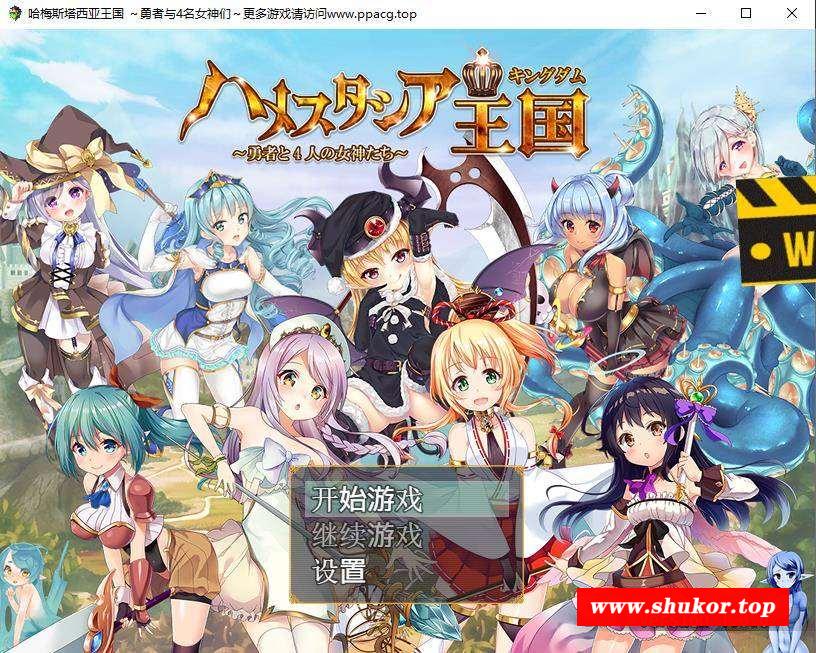 哈梅斯塔西亚王国 ～勇者与4名女神们～更多游戏请访问www.ppacg.top
ハメスタシア王国
キングダム
～勇者と4人の女神たち～
W
开始游戏
继续游戏
设置
www.shukor.top